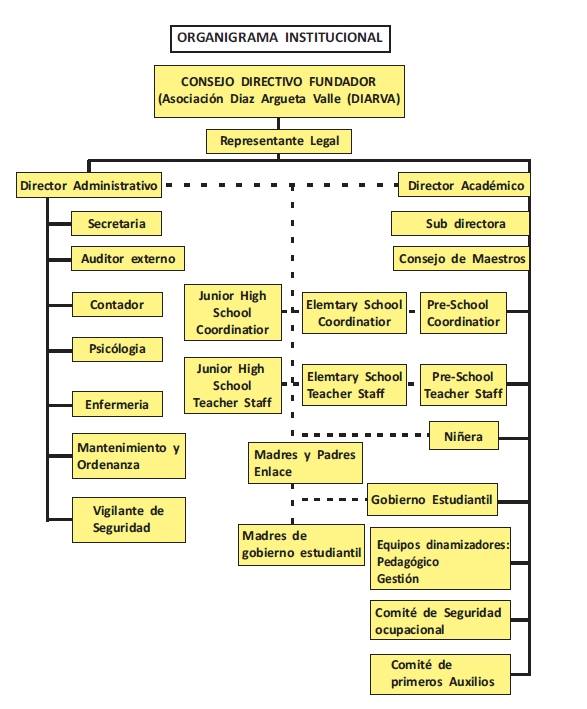 ORGANIGRAMA INSTITUCIONAL
CONSEJO DIRECTIVO FUNDADOR
(Asociación Diaz Argueta Valle (DIARVA)
Representante Legal
Director Administrativo
Director Académico
Secretaria
Sub directora
Auditor externo
Consejo de Maestros
Contador
Junior High
School
Coordinatior
Elemtary School
Coordinatior
Pre-School
Coordinatior
Psicólogia
Junior High
School
Teacher Staff
Elemtary School
Teacher Staff
Pre-School
Teacher Staff
Enfermeria
Niñera
Mantenimiento y
Ordenanza
Madres y Padres
Enlace
Vigilante de
Seguridad
Gobierno Estudiantil
Madres de
gobierno estudiantil
Equipos dinamizadores:
Pedagógico
Gestión
Comité de Seguridad
ocupacional
Comité de
primeros Auxilios